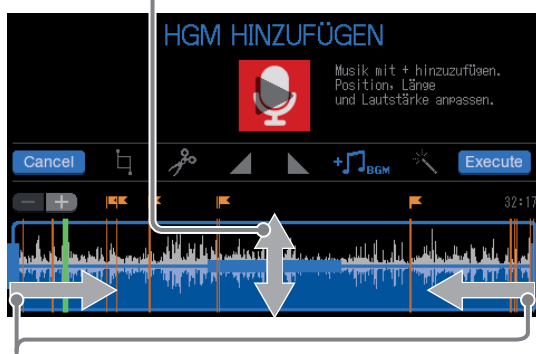 HGM HINZUFÜGEN
Musik mit + hinzuzufügen.
Position, Länge
und Lautstärke anpassen.
Cancel
+ BGM
Execute
− +
32:17